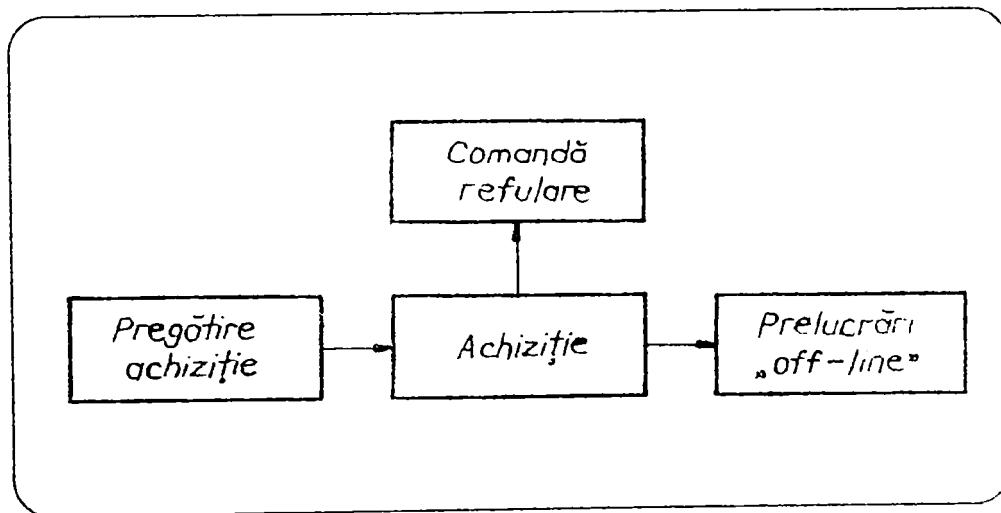 Comandă
refulare
Pregătire
achiziție
Achiziție
Prelucrări
„off-line”